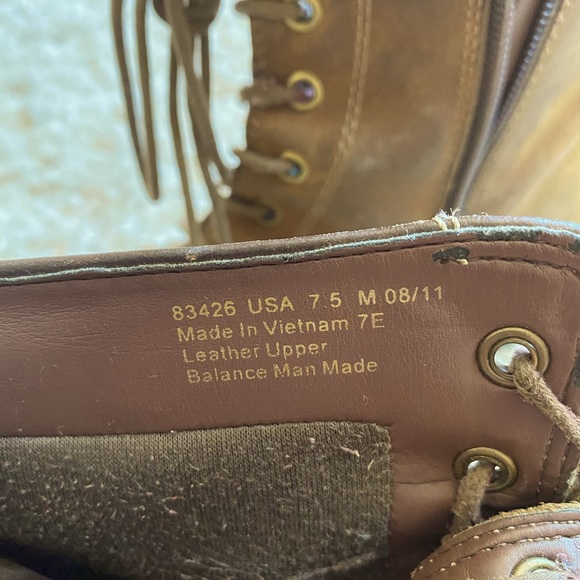 83426 USA 7.5 M 08/11
Made In Vietnam 7E
Leather Upper
Balance Man Made